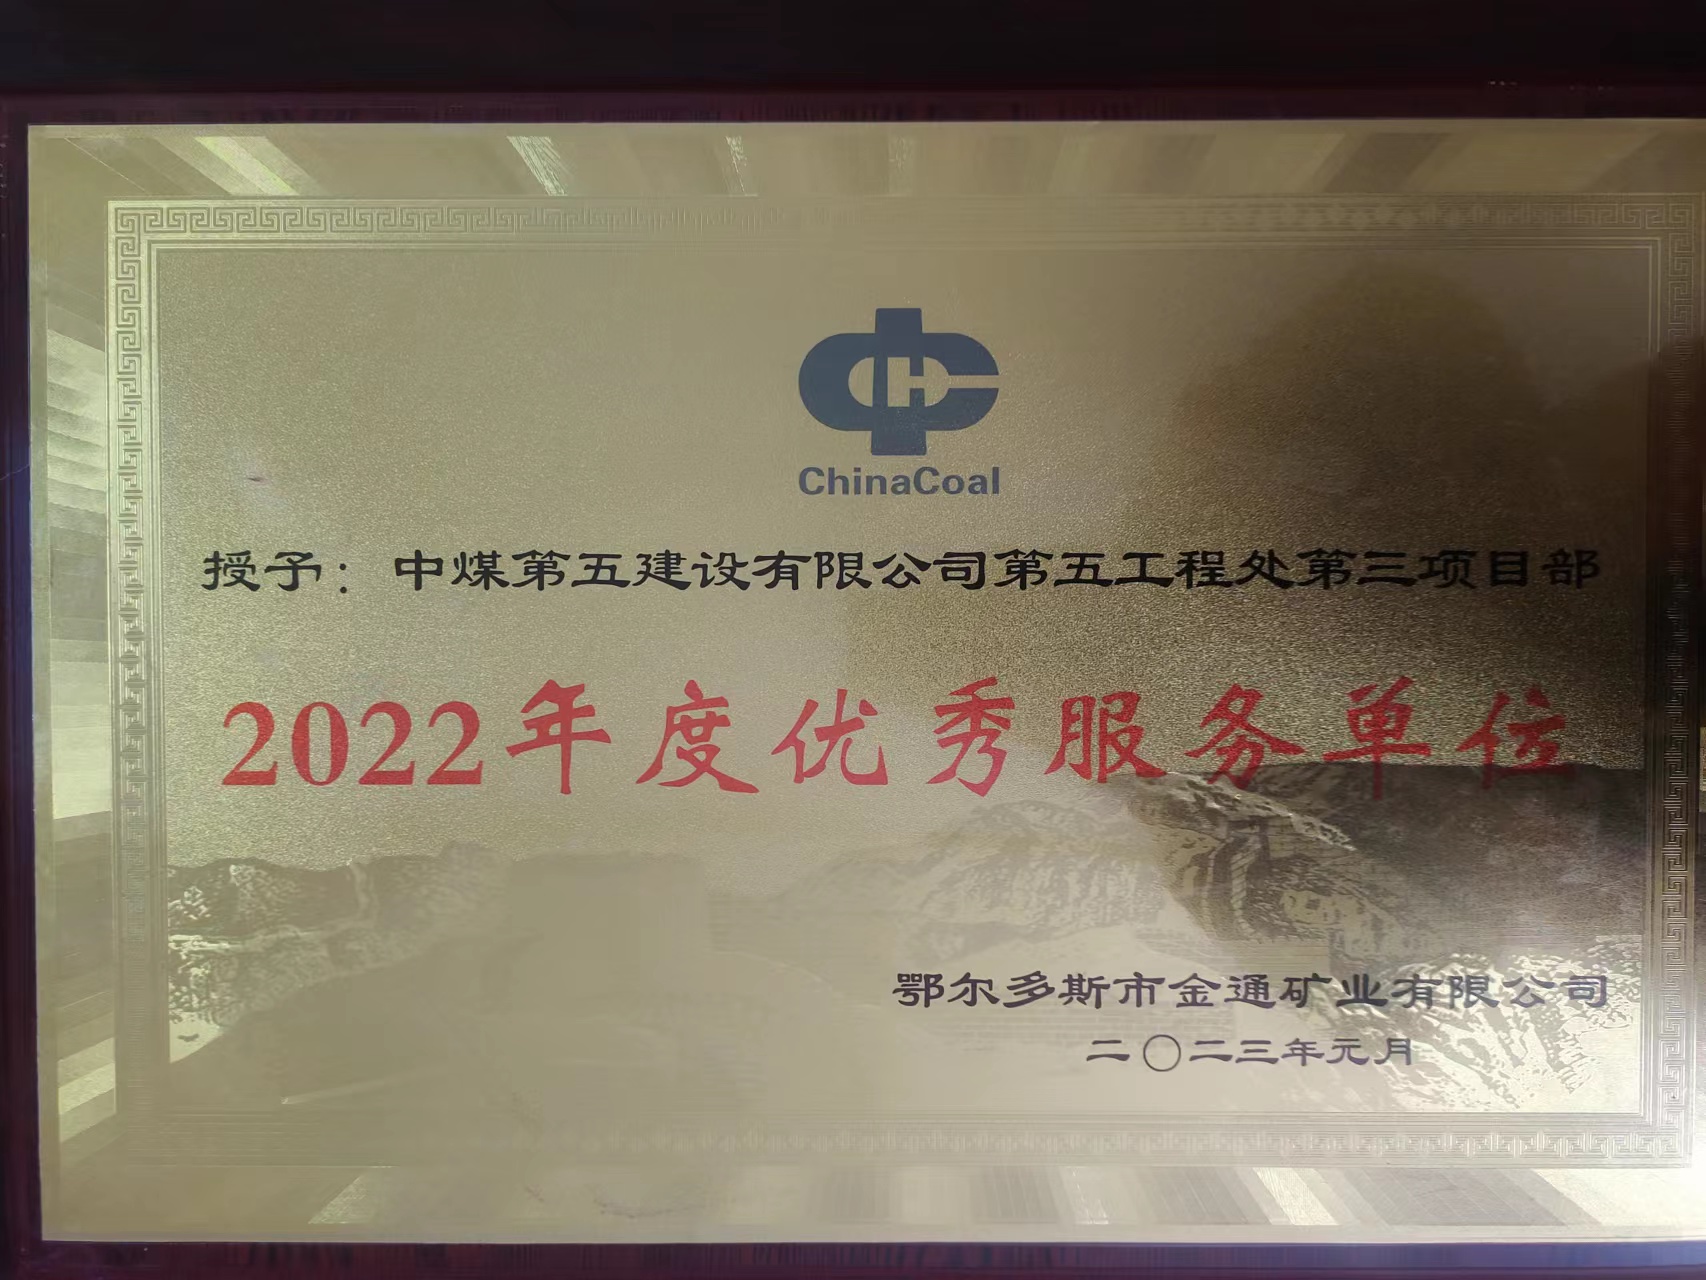 ChinaCoal
授予：中煤第五建设有限公司第五工程处第三项目部
2022年度优秀服务单位
鄂尔多斯市金通矿业有限公司
二〇二三年元月